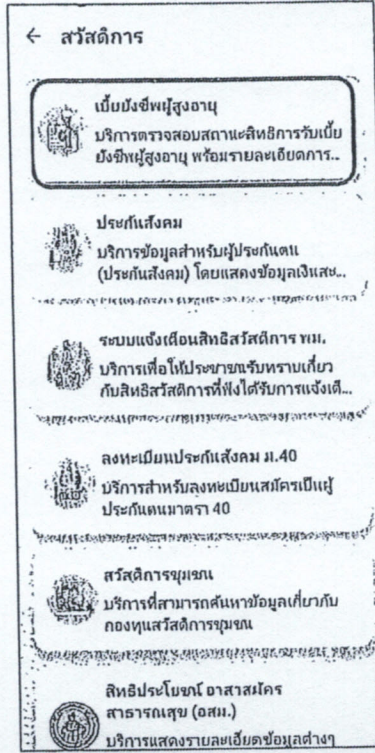 ← สวัสดิการ
เบี้ยยังชีพผู้สูงอายุ
บริการตรวจสอบสถานะสิทธิการรับเบี้ย
ยังชีพผู้สูงอายุ พร้อมรายละเอียดการ...
ประกันสังคม
บริการข้อมูลสำหรับผู้ประกันตน
(ประกันสังคม) โดยแสดงข้อมูลเงินสะ...
ระบบแจ้งเตือนสิทธิสวัสดิการ พม.
บริการเพื่อให้ประชาชนรับทราบเกี่ยว
กับสิทธิสวัสดิการที่พึงได้รับการแจ้งเตื...
ลงทะเบียนประกันสังคม ม.40
บริการสำหรับลงทะเบียนสมัครเป็นผู้
ประกันตนมาตรา 40
สวัสดิการชุมชน
บริการที่สามารถค้นหาข้อมูลเกี่ยวกับ
กองทุนสวัสดิการชุมชน
สิทธิประโยชน์ อาสาสมัคร
สาธารณสุข (อสม.)
บริการแสดงรายละเอียดข้อมูลต่างๆ